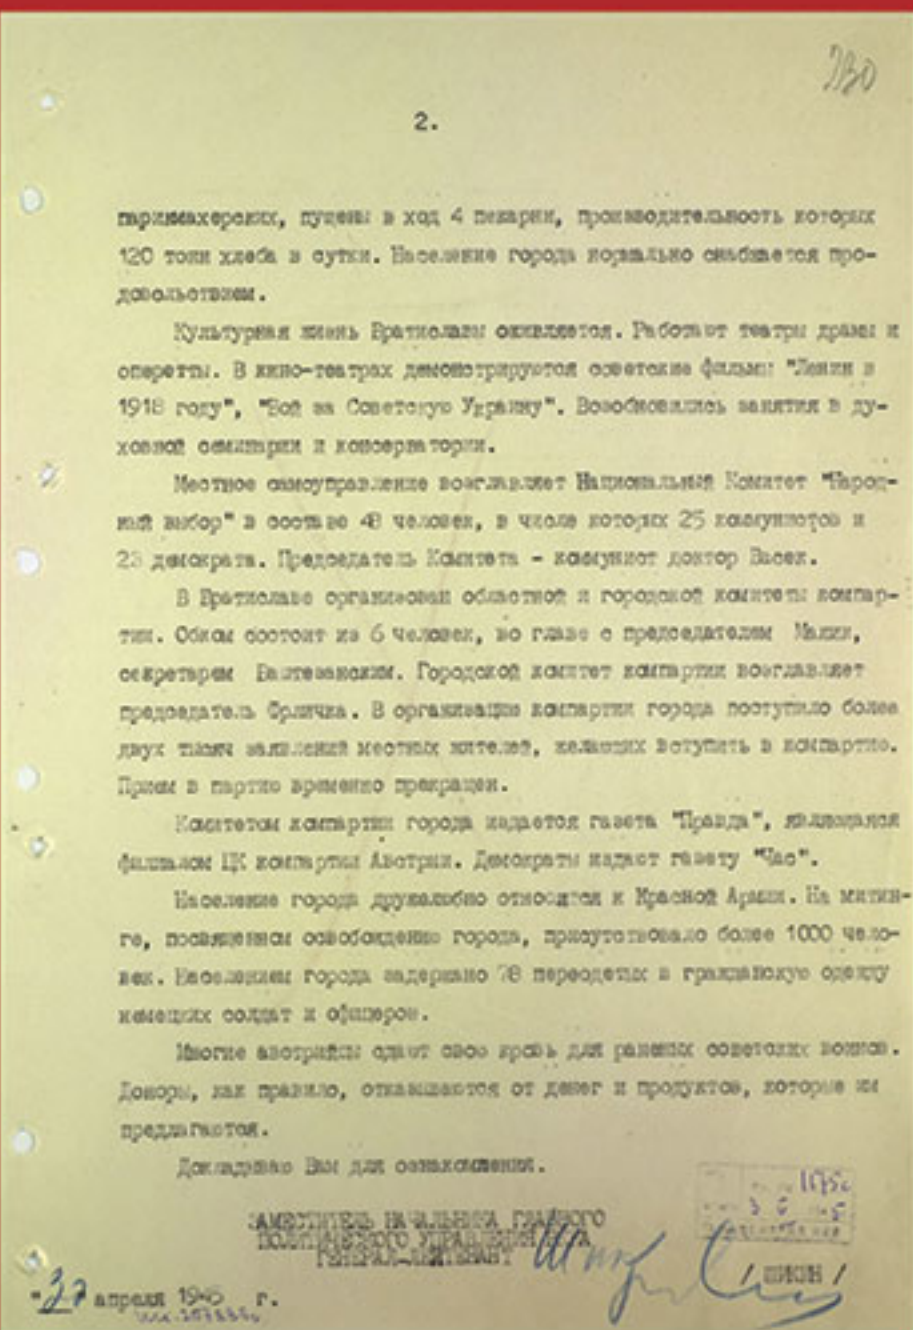 2.
парикмахерских, пущены в ход 4 пекарни, производительность которых
120 тонн хлеба в сутки. Население города нормально снабжается про-
довольствием.
Культурная жизнь Братиславы оживляется. Работают театры драмы и
оперетты. В кино-театрах демонстрируются советские фильмы: "Ленин в
1918 году", "Бой за Советскую Украину". Возобновились занятия в ду-
ховной семинарии и консерватории.
Местное самоуправление возглавляет Национальный Комитет "Народ-
ный выбор" в составе 48 человек, в числе которых 25 коммунистов и
23 демократа. Председатель Комитета - коммунист доктор Васек.
В Братиславе организован областной и городской комитеты компар-
тии. Обком состоит из 6 человек, во главе с председателем
секретарем Городской комитет компартии возглавляет
председатель Фрличка. В организацию компартии города поступило более
двух тысяч заявлений местных жителей, желающих вступить в компартию.
Прием в партию временно прекращен.
Комитетом компартии города издается газета "Правда", являющаяся
филиалом ЦК компартии Австрии. Демократы издают газету "Час".
Население города дружелюбно относится к Красной Армии. На митин-
ге, посвященном освобождению города, присутствовало более 1000 чело-
век. Населением города задержано 78 переодетых в гражданскую одежду
немецких солдат и офицеров.
Многие австрийцы сдают свою кровь для раненых советских воинов.
Доноры, как правило, отказываются от денег и продуктов, которые им
предлагаются.
Докладываю Вам для ознакомления.
ЗАМЕСТИТЕЛЬ НАЧАЛЬНИКА ГЛАВНОГО
ПОЛИТИЧЕСКОГО УПРАВЛЕНИЯ
ГЕНЕРАЛ-ЛЕЙТЕНАНТ
/ ШИКИН /
апреля 1945 г.